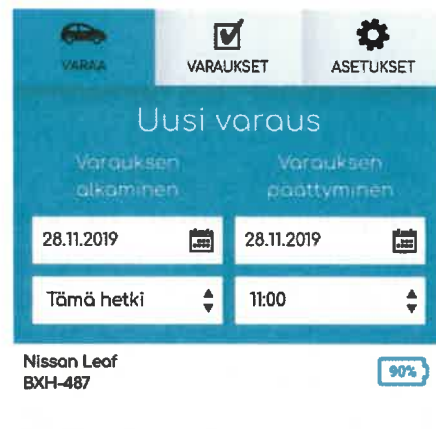 VARAA
VARAUKSET
ASETUKSET
Uusi varaus
Varauksen
alkaminen
Varauksen
päättyminen
28.11.2019
28.11.2019
Tämä hetki
11:00
Nissan Leaf
BXH-487
90%